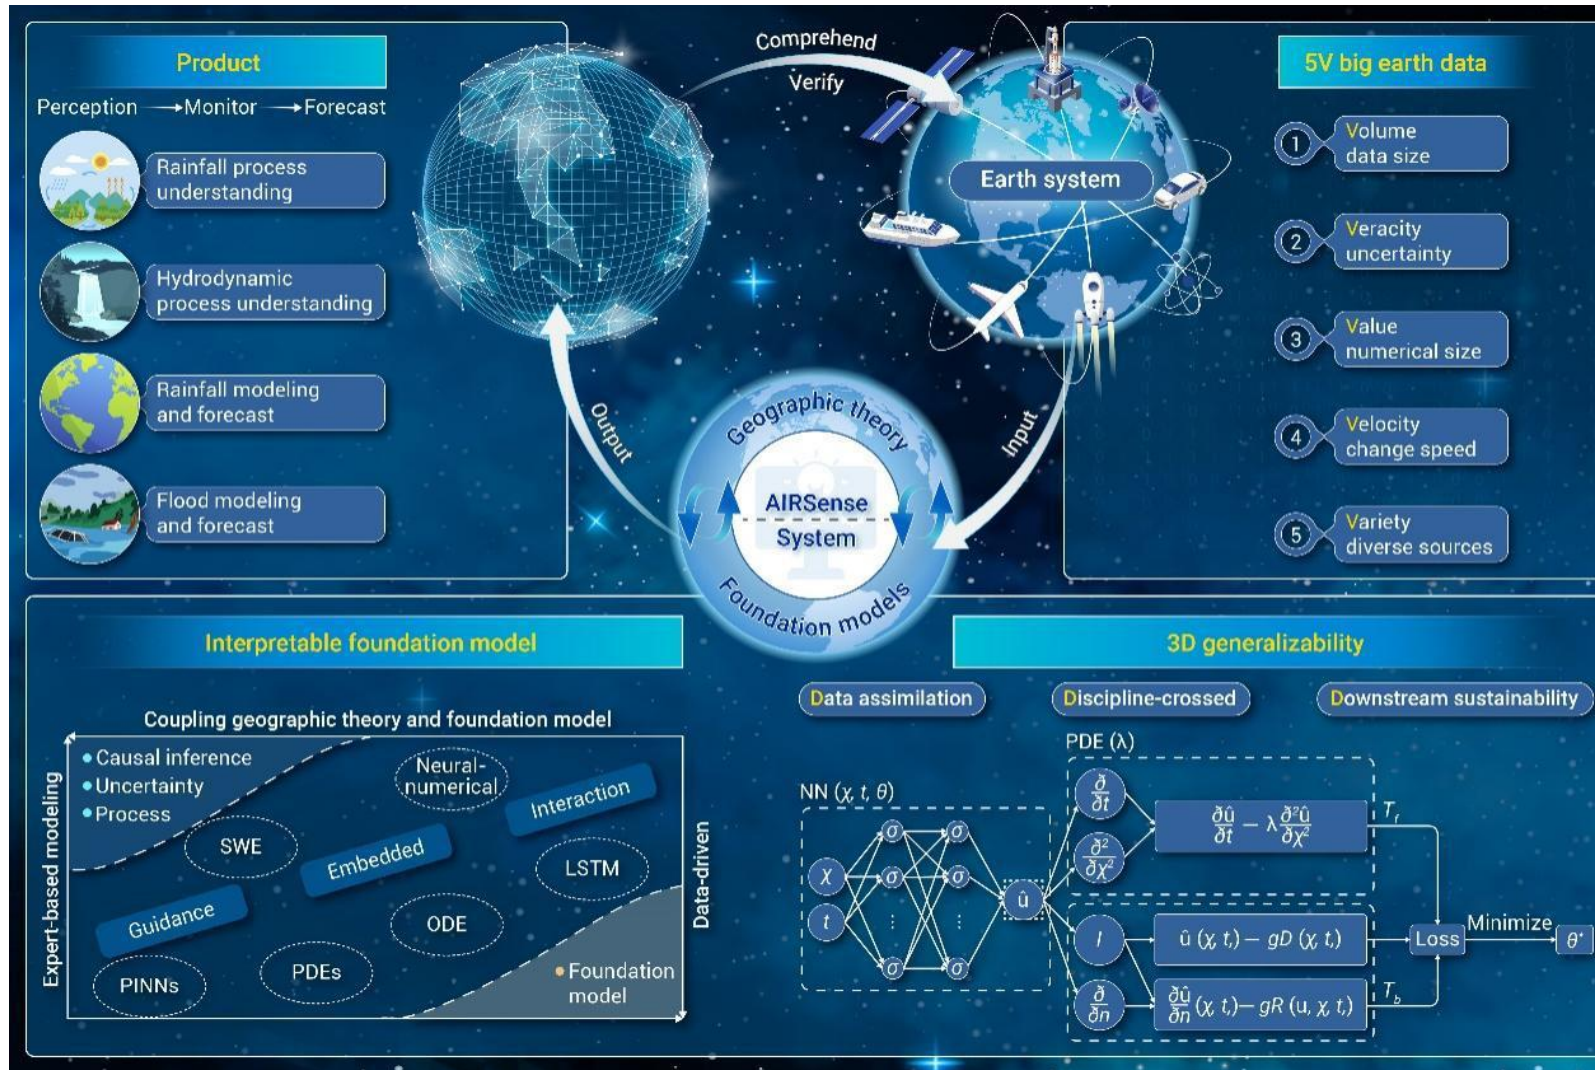 Product
Perception → Monitor → Forecast
Rainfall process
understanding
Hydrodynamic
process understanding
Rainfall modeling
and forecast
Flood modeling
and forecast
Comprehend
Verify
Earth system
Output
Input
Geographic theory
AIRSense
System
Foundation models
5V big earth data
1
Volume
data size
2
Veracity
uncertainty
3
Value
numerical size
4
Velocity
change speed
5
Variety
diverse sources
Interpretable foundation model
Coupling geographic theory and foundation model
Expert-based modeling
Data-driven
• Causal inference
• Uncertainty
• Process
Neural-
numerical
Interaction
SWE
Embedded
LSTM
Guidance
ODE
PINNs
PDEs
• Foundation
model
3D generalizability
Data assimilation
Discipline-crossed
Downstream sustainability
NN (χ, t, θ)
χ
t
σ σ
σ σ
⋮ ⋮
σ σ
û
PDE (λ)
∂/∂t
∂²/∂χ²
∂û/∂t − λ ∂²û/∂χ²
T_f
I
û (χ, t,) − gD (χ, t,)
∂/∂n
∂û/∂n (χ, t,) − gR (u, χ, t,)
T_b
Loss
Minimize
θ*